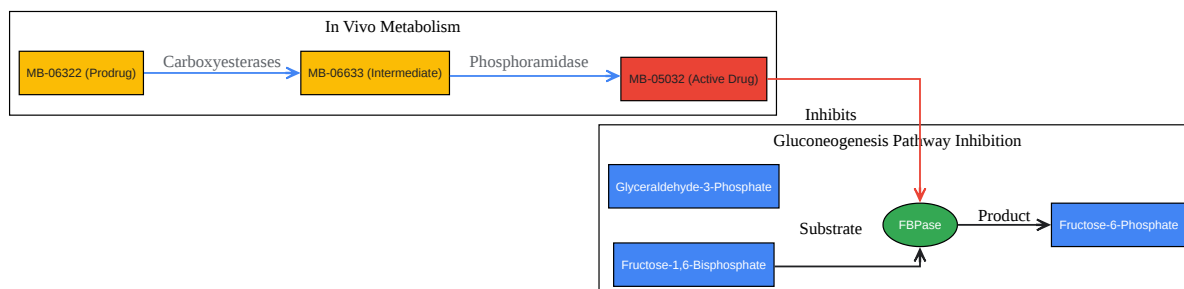 In Vivo Metabolism
MB-06322 (Prodrug)
Carboxyesterases
MB-06633 (Intermediate)
Phosphoramidase
MB-05032 (Active Drug)
Inhibits
Gluconeogenesis Pathway Inhibition
Glyceraldehyde-3-Phosphate
Substrate
FBPase
Product
Fructose-6-Phosphate
Fructose-1,6-Bisphosphate